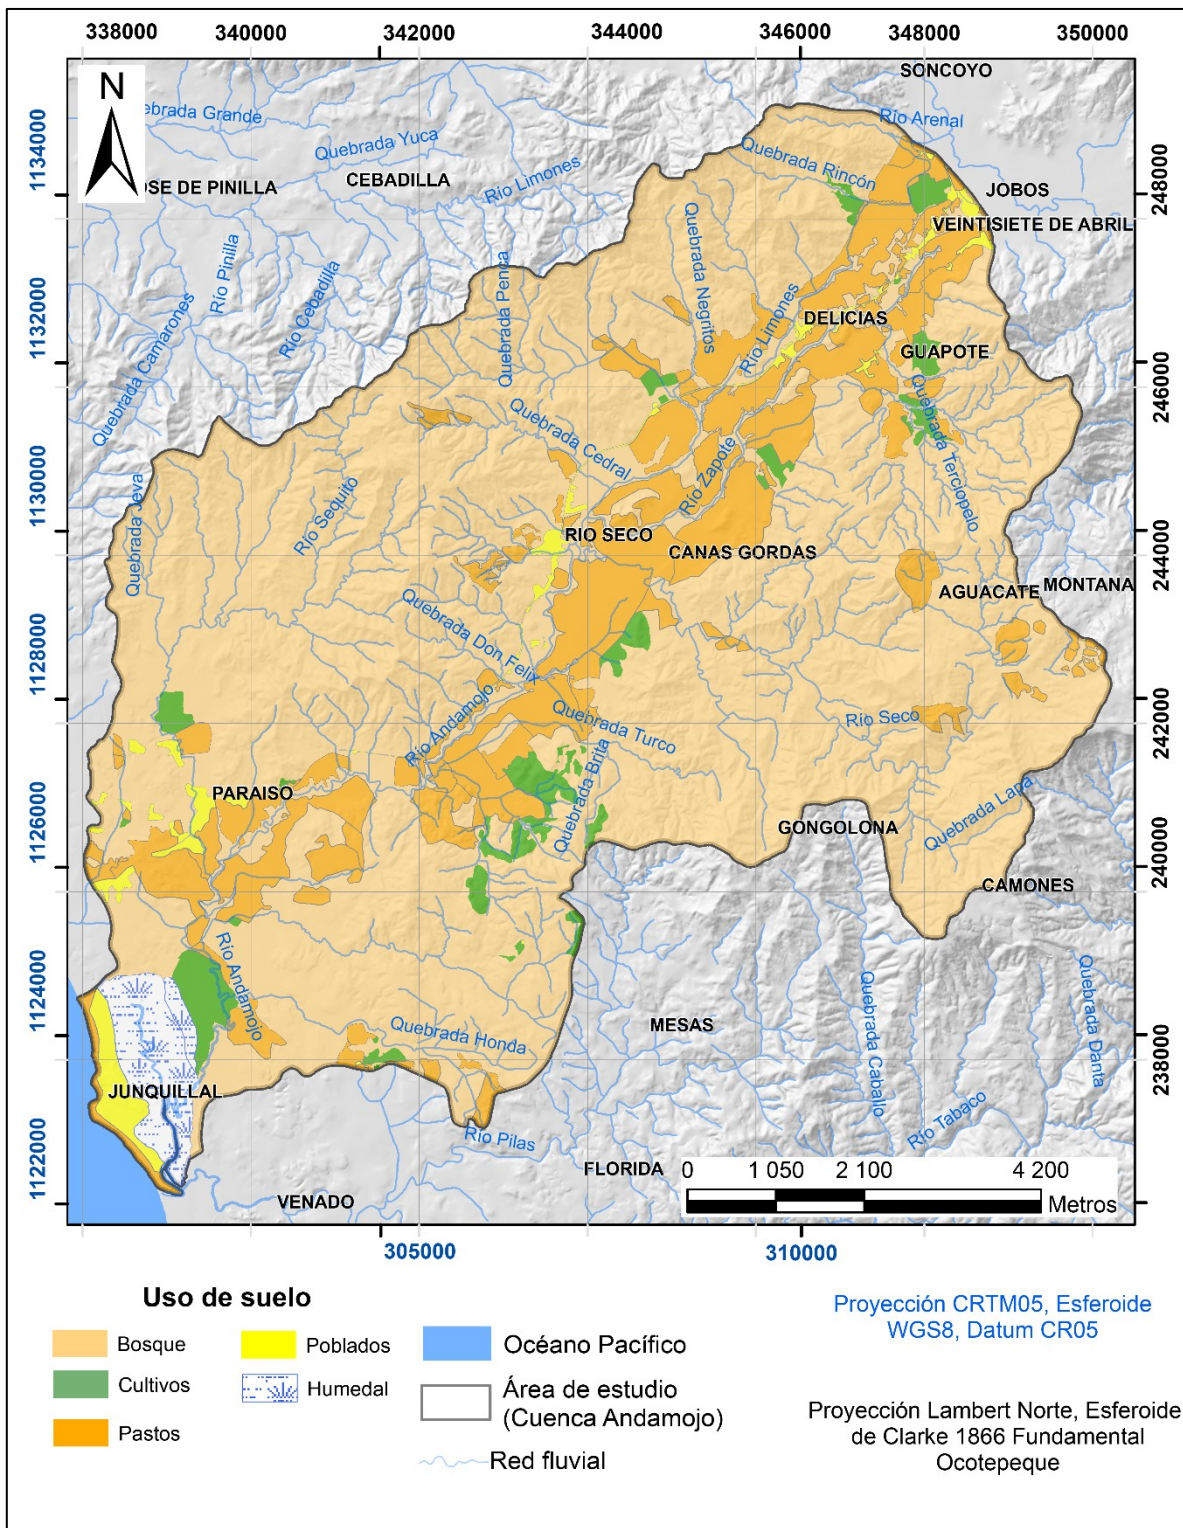 338000 340000 342000 344000 346000 348000 350000
SONCOYO
N
ebrada Grande
Río Arenal
Quebrada Yuca
Quebrada Rincón
1134000
248000
OSE DE PINILLA
CEBADILLA
Río Limones
JOBOS
VEINTISIETE DE ABRIL
Quebrada Negritos
Río Pinilla
Quebrada Penca
Río Cebadilla
Quebrada Camarones
1132000
Río Limones
DELICIAS
GUAPOTE
246000
Quebrada Cedral
Quebrada Terciopelo
1130000
Río Zapote
Río Sequito
Quebrada Jeva
RIO SECO
CANAS GORDAS
244000
AGUACATE
MONTANA
Quebrada Don Felix
1128000
Río Andamojo
Quebrada Turco
Río Seco
242000
Quebrada Brita
PARAISO
1126000
Quebrada Lapa
GONGOLONA
240000
CAMONES
Río Andamojo
1124000
Quebrada Honda
MESAS
Quebrada Caballo
Quebrada Danta
238000
JUNQUILLAL
Río Tabaco
1122000
Río Pilas
FLORIDA
VENADO
0 1 050 2 100 4 200
Metros
305000 310000
Uso de suelo
Bosque
Cultivos
Pastos
Poblados
Humedal
Océano Pacífico
Área de estudio
(Cuenca Andamojo)
Red fluvial
Proyección CRTM05, Esferoide
WGS8, Datum CR05
Proyección Lambert Norte, Esferoide
de Clarke 1866 Fundamental
Ocotepeque